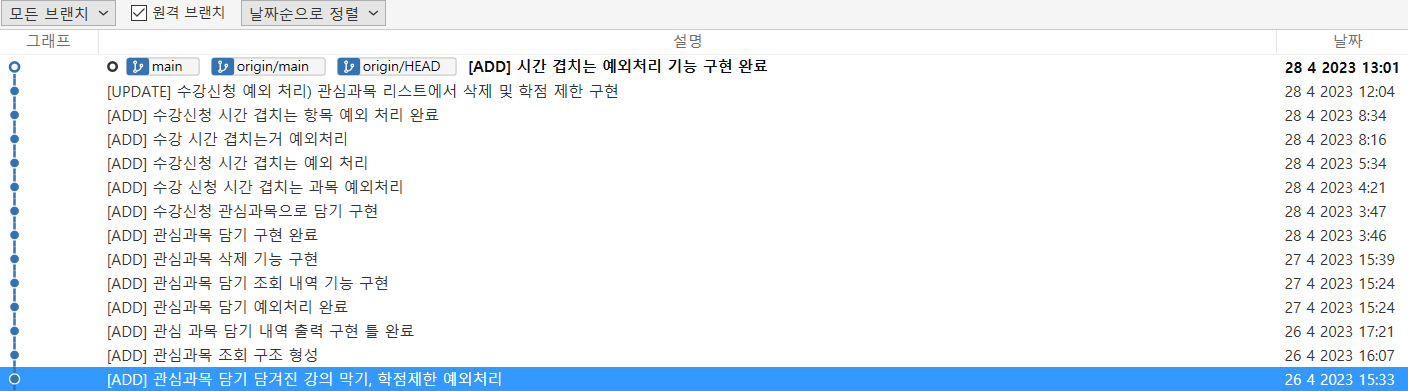 모든 브랜치 원격 브랜치 날짜순으로 정렬
그래프 설명 날짜
main origin/main origin/HEAD [ADD] 시간 겹치는 예외처리 기능 구현 완료 28 4 2023 13:01
[UPDATE] 수강신청 예외 처리) 관심과목 리스트에서 삭제 및 학점 제한 구현 28 4 2023 12:04
[ADD] 수강신청 시간 겹치는 항목 예외 처리 완료 28 4 2023 8:34
[ADD] 수강 시간 겹치는거 예외처리 28 4 2023 8:16
[ADD] 수강신청 시간 겹치는 예외 처리 28 4 2023 5:34
[ADD] 수강 신청 시간 겹치는 과목 예외처리 28 4 2023 4:21
[ADD] 수강신청 관심과목으로 담기 구현 28 4 2023 3:47
[ADD] 관심과목 담기 구현 완료 28 4 2023 3:46
[ADD] 관심과목 삭제 기능 구현 27 4 2023 15:39
[ADD] 관심과목 담기 조회 내역 기능 구현 27 4 2023 15:24
[ADD] 관심과목 담기 예외처리 완료 27 4 2023 15:24
[ADD] 관심 과목 담기 내역 출력 구현 틀 완료 26 4 2023 17:21
[ADD] 관심과목 조회 구조 형성 26 4 2023 16:07
[ADD] 관심과목 담기 담겨진 강의 막기, 학점제한 예외처리 26 4 2023 15:33